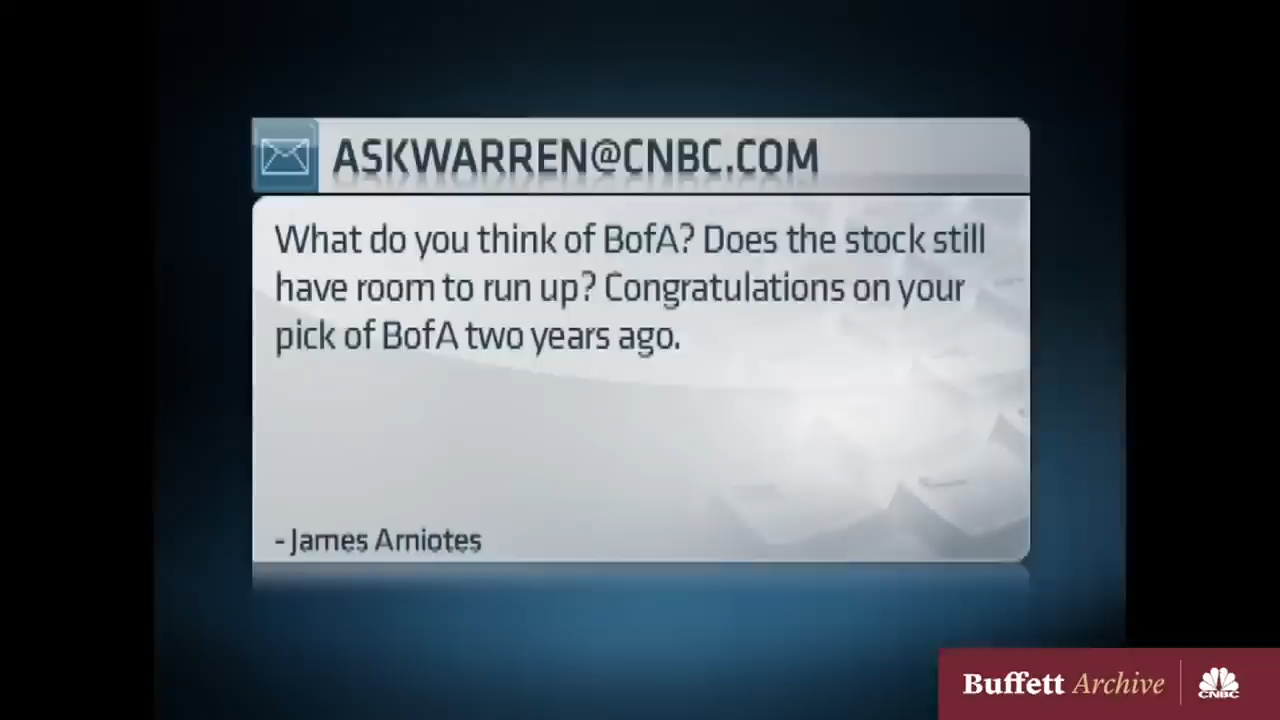 ASKWARREN@CNBC.COM
What do you think of BofA? Does the stock still
have room to run up? Congratulations on your
pick of BofA two years ago.
- James Arniotes
Buffett Archive
CNBC